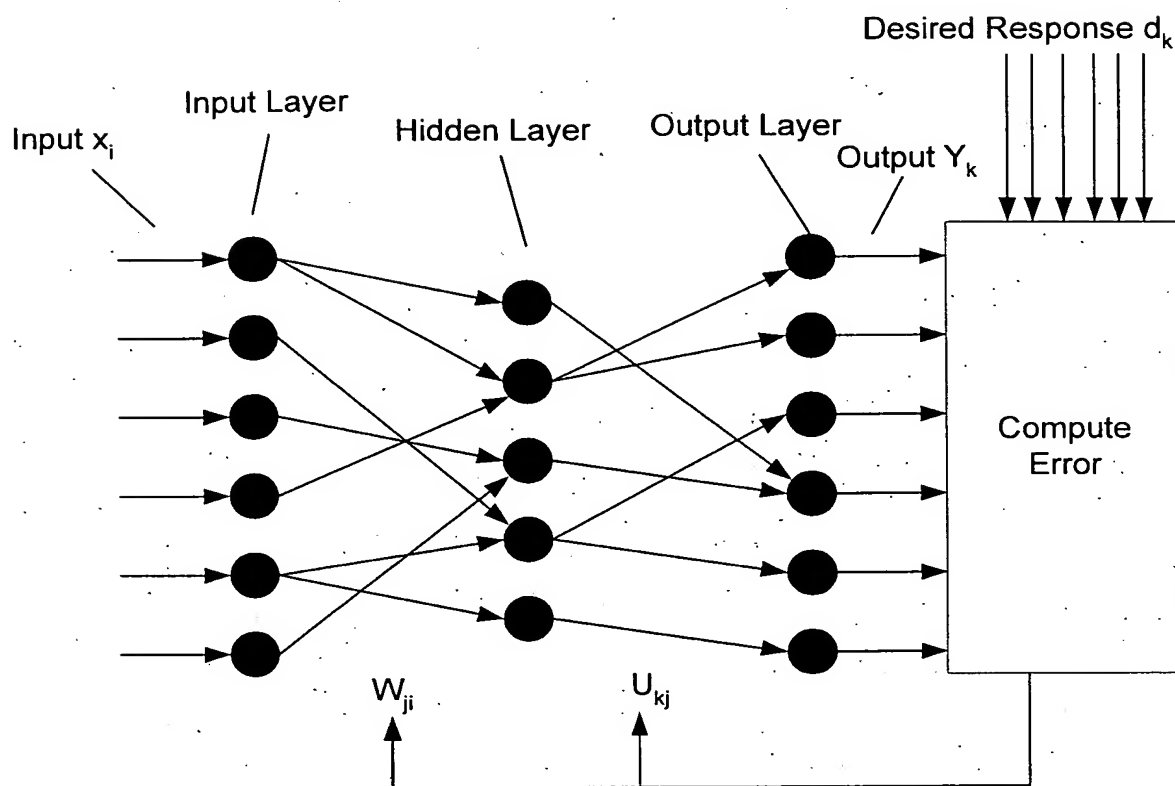 Desired Response d_k
Input Layer
Hidden Layer
Output Layer
Input x_i
Output Y_k
Compute
Error
W_ji
U_kj